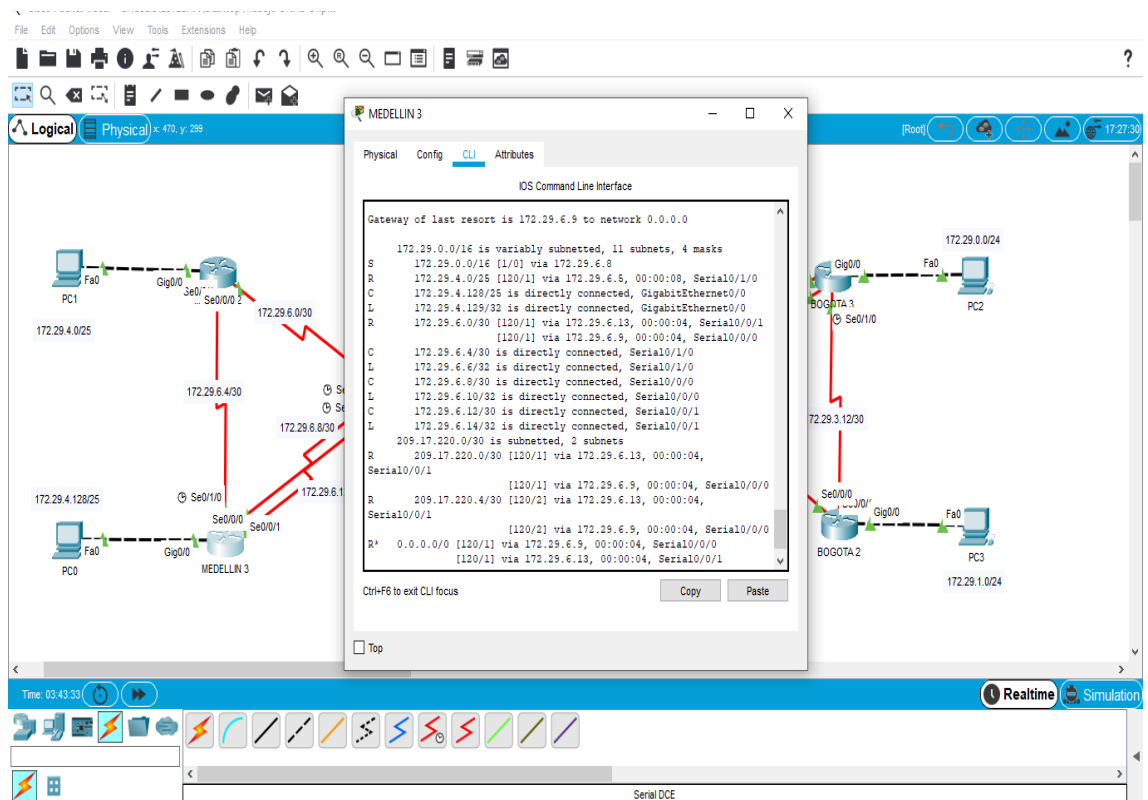 File Edit Options View Tools Extensions Help
?
Logical Physical x: 470, y: 299
[Root] 17:27:30
MEDELLIN 3
Physical Config CLI Attributes
IOS Command Line Interface
Gateway of last resort is 172.29.6.9 to network 0.0.0.0
172.29.0.0/16 is variably subnetted, 11 subnets, 4 masks
S 172.29.0.0/16 [1/0] via 172.29.6.8
R 172.29.4.0/25 [120/1] via 172.29.6.5, 00:00:08, Serial0/1/0
C 172.29.4.128/25 is directly connected, GigabitEthernet0/0
L 172.29.4.129/32 is directly connected, GigabitEthernet0/0
R 172.29.6.0/30 [120/1] via 172.29.6.13, 00:00:04, Serial0/0/1
[120/1] via 172.29.6.9, 00:00:04, Serial0/0/0
C 172.29.6.4/30 is directly connected, Serial0/1/0
L 172.29.6.6/32 is directly connected, Serial0/1/0
C 172.29.6.8/30 is directly connected, Serial0/0/0
L 172.29.6.10/32 is directly connected, Serial0/0/0
C 172.29.6.12/30 is directly connected, Serial0/0/1
L 172.29.6.14/32 is directly connected, Serial0/0/1
209.17.220.0/30 is subnetted, 2 subnets
R 209.17.220.0/30 [120/1] via 172.29.6.13, 00:00:04,
Serial0/0/1
[120/1] via 172.29.6.9, 00:00:04, Serial0/0/0
R 209.17.220.4/30 [120/2] via 172.29.6.13, 00:00:04,
Serial0/0/1
[120/2] via 172.29.6.9, 00:00:04, Serial0/0/0
R* 0.0.0.0/0 [120/1] via 172.29.6.9, 00:00:04, Serial0/0/0
[120/1] via 172.29.6.13, 00:00:04, Serial0/0/1
Ctrl+F6 to exit CLI focus
Copy Paste
Top
Fa0
PC1
Gig0/0
Se0/0/0 2
172.29.6.0/30
172.29.4.0/25
172.29.6.4/30
172.29.6.8/30
172.29.4.128/25
Se0/1/0
Se0/0/0
Se0/0/1
Fa0
PC0
Gig0/0
MEDELLIN 3
172.29.0.0/24
Gig0/0
Fa0
BOGOTA 3
PC2
Se0/1/0
72.29.3.12/30
Se0/0/0
Gig0/0
Fa0
BOGOTA 2
PC3
172.29.1.0/24
Time: 03:43:33
Realtime Simulation
Serial DCE